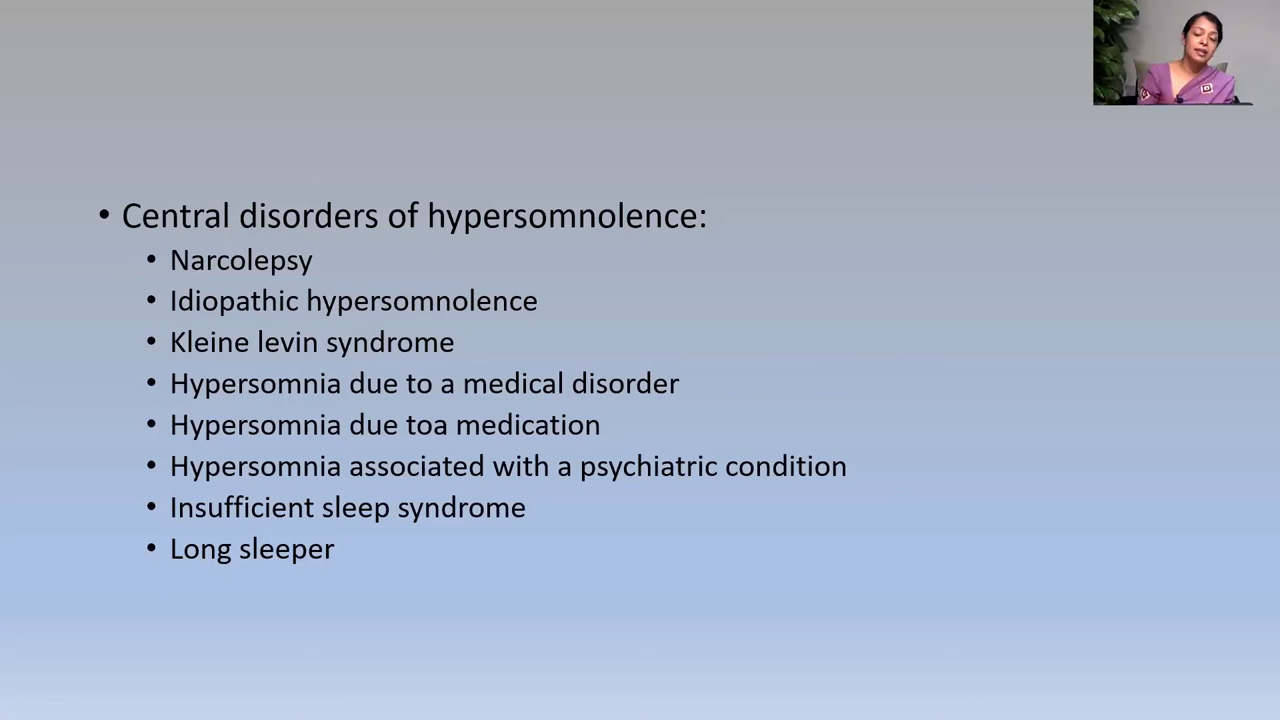 • Central disorders of hypersomnolence:
• Narcolepsy
• Idiopathic hypersomnolence
• Kleine levin syndrome
• Hypersomnia due to a medical disorder
• Hypersomnia due toa medication
• Hypersomnia associated with a psychiatric condition
• Insufficient sleep syndrome
• Long sleeper